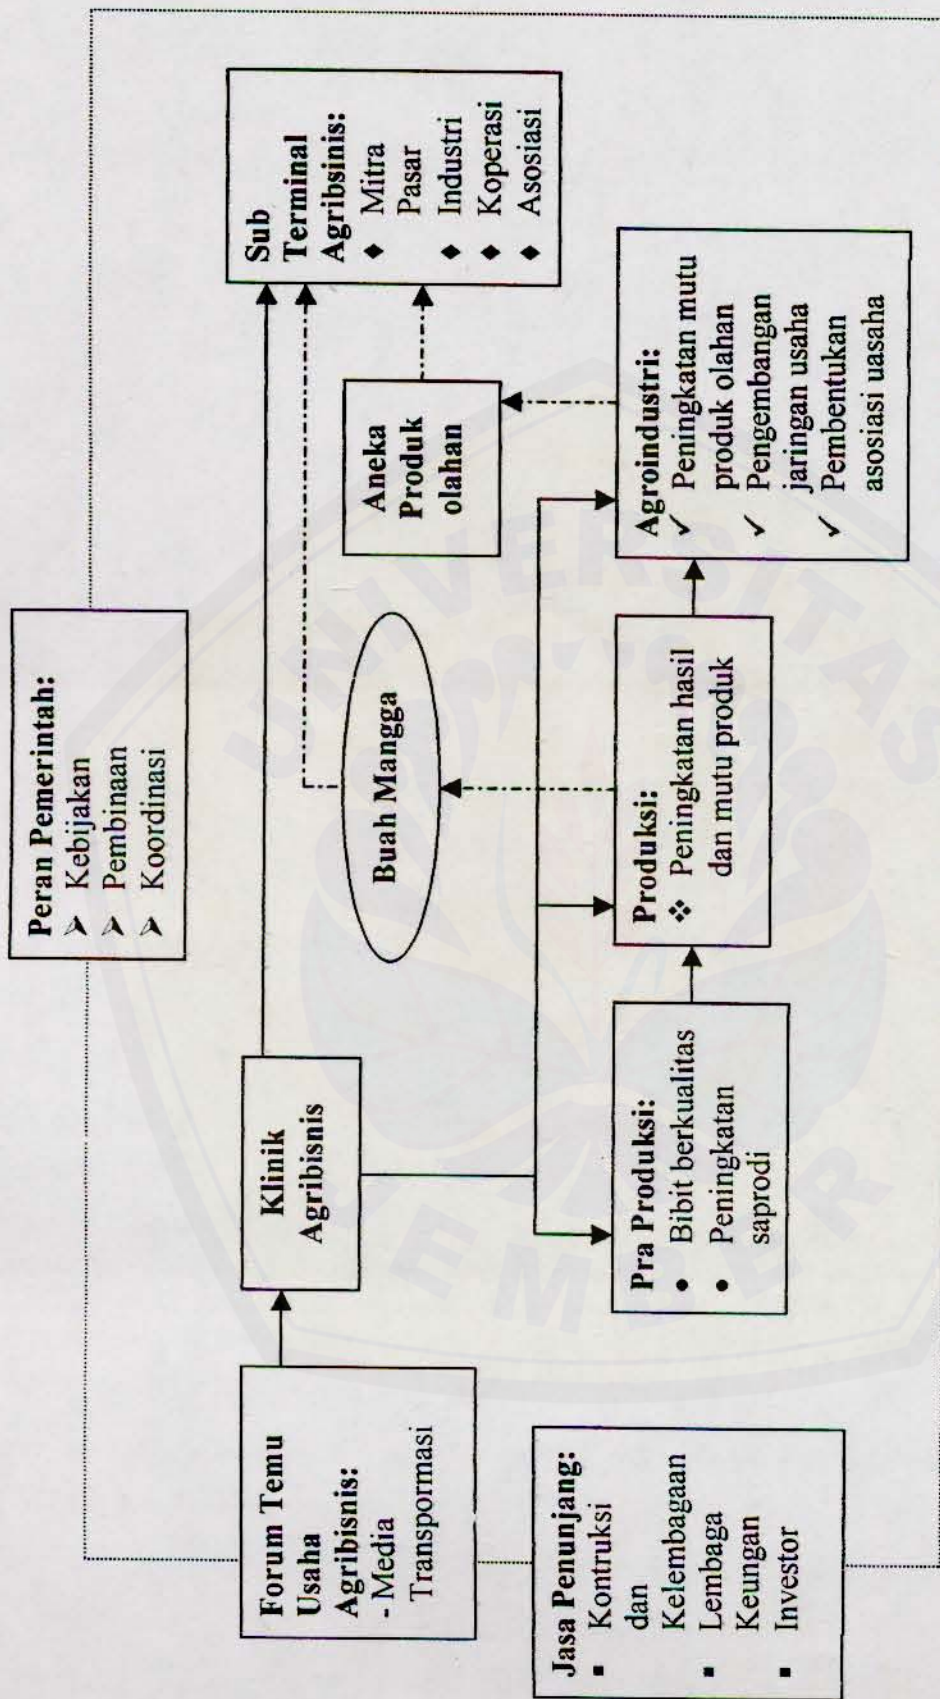 Peran Pemerintah:
➢ Kebijakan
➢ Pembinaan
➢ Koordinasi
Forum Temu
Usaha
Agribisnis:
- Media
Transpormasi
Klinik
Agribisnis
Sub
Terminal
Agribsinis:
◆ Mitra
Pasar
◆ Industri
◆ Koperasi
◆ Asosiasi
Buah Mangga
Aneka
Produk
olahan
Jasa Penunjang:
▪ Kontruksi
dan
Kelembagaan
▪ Lembaga
Keungan
▪ Investor
Pra Produksi:
● Bibit berkualitas
● Peningkatan
saprodi
Produksi:
❖ Peningkatan hasil
dan mutu produk
Agroindustri:
✓ Peningkatan mutu
produk olahan
✓ Pengembangan
jaringan usaha
✓ Pembentukan
asosiasi uasaha
UNIVERSITAS
JEMBER